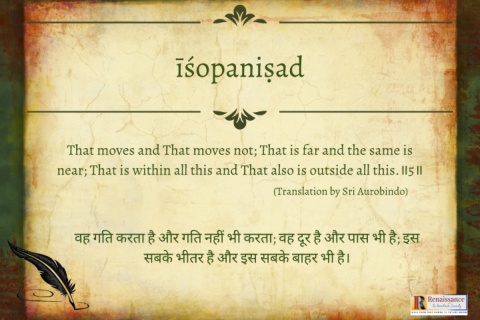 īśopaniṣad
That moves and That moves not; That is far and the same is
near; That is within all this and That also is outside all this.॥5॥
(Translation by Sri Aurobindo)
वह गति करता है और गति नहीं भी करता; वह दूर है और पास भी है; इस
सबके भीतर है और इस सबके बाहर भी है।
Renaissance